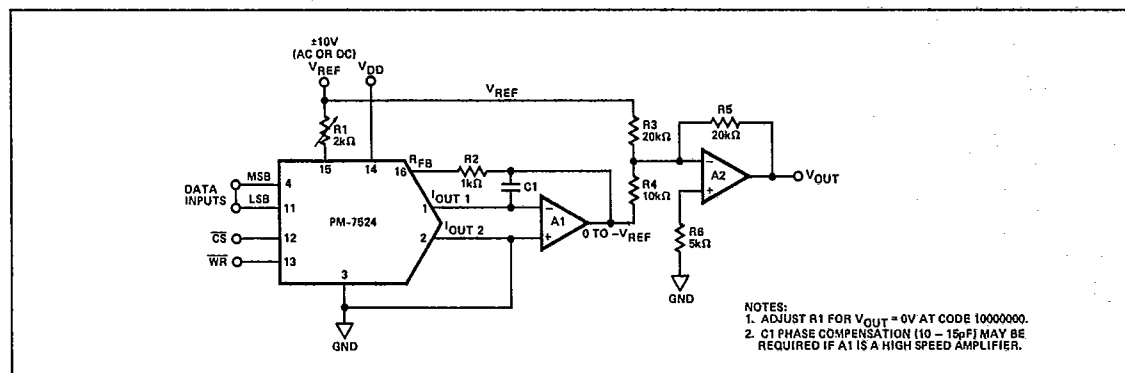 ±10V
(AC OR DC)
VREF
VDD
VREF
R1
2kΩ
R3
20kΩ
R5
20kΩ
15
14
16
RFB
R2
1kΩ
C1
DATA
INPUTS
MSB
4
LSB
11
CS
12
WR
13
PM-7524
1
IOUT 1
2
IOUT 2
3
GND
−
+
A1
0 TO −VREF
R4
10kΩ
−
+
A2
VOUT
R6
5kΩ
GND
NOTES:
1. ADJUST R1 FOR VOUT = 0V AT CODE 10000000.
2. C1 PHASE COMPENSATION (10 – 15pF) MAY BE
REQUIRED IF A1 IS A HIGH SPEED AMPLIFIER.